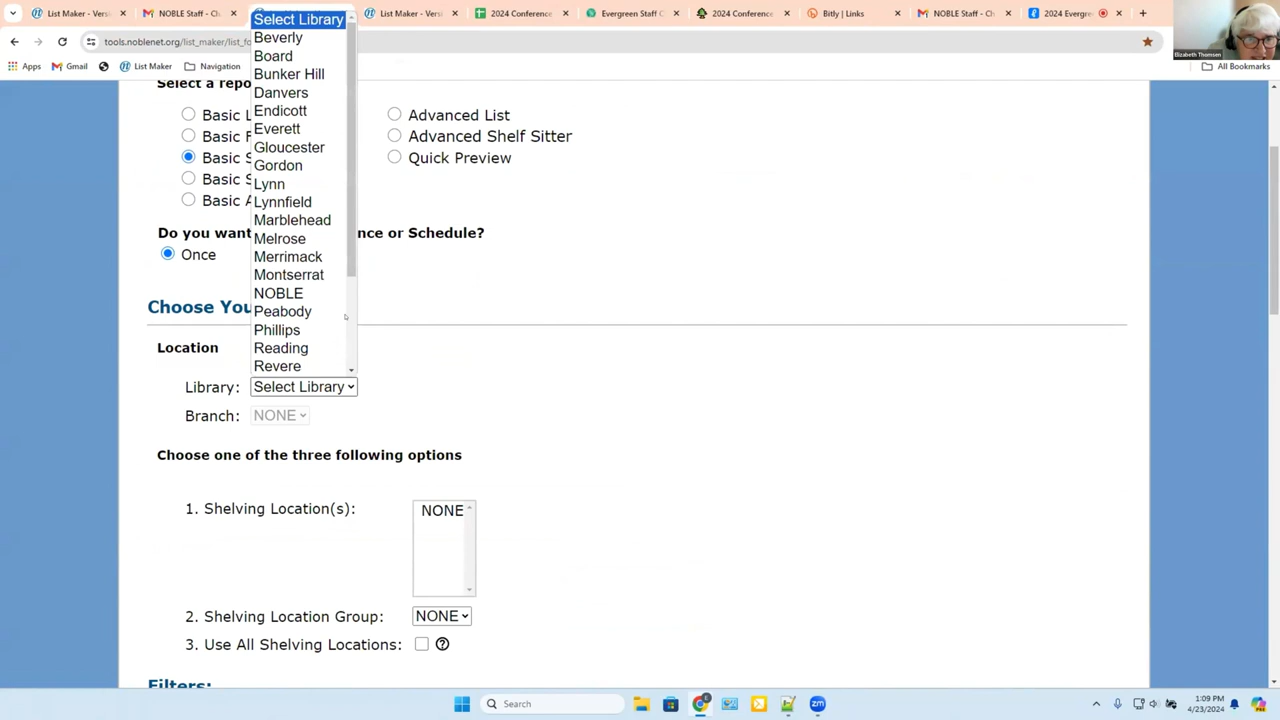 List Maker - Versi
NOBLE Staff - C
List Maker - Versi
2024 Conference
Evergreen Staff C
2024 Conference
Bitly | Links
NOBLE Staff -
2024 Evergre
tools.noblenet.org/list_maker/list_fo
Elizabeth Thomsen
Apps
Gmail
List Maker
Navigation
All Bookmarks
Select Library
Beverly
Board
Bunker Hill
Danvers
Endicott
Everett
Gloucester
Gordon
Lynn
Lynnfield
Marblehead
Melrose
Merrimack
Montserrat
NOBLE
Peabody
Phillips
Reading
Revere
Select a repo
Basic L
Advanced List
Basic F
Advanced Shelf Sitter
Basic S
Quick Preview
Basic S
Basic A
Do you want nce or Schedule?
Once
Choose You
Location
Library: Select Library
Branch: NONE
Choose one of the three following options
1. Shelving Location(s): NONE
2. Shelving Location Group: NONE
3. Use All Shelving Locations:
Filters:
Search
1:09 PM
4/23/2024